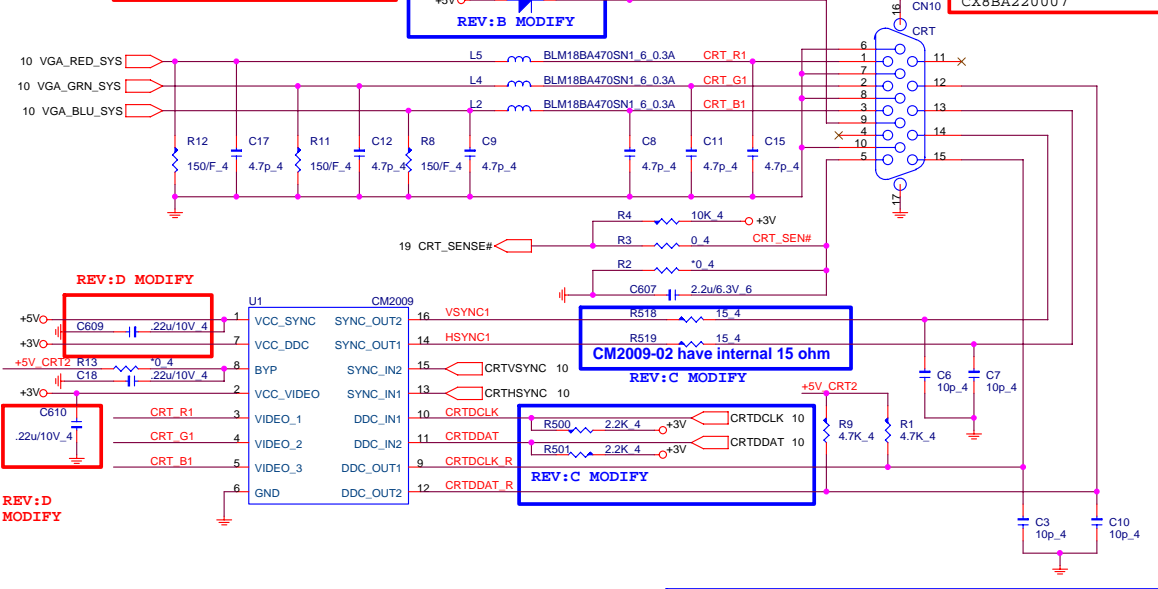 +5V
REV:B MODIFY
16
CN10
CX8BA220007
CRT
10 VGA_RED_SYS
L5
BLM18BA470SN1_6_0.3A
CRT_R1
6
1
11
10 VGA_GRN_SYS
L4
BLM18BA470SN1_6_0.3A
CRT_G1
7
2
12
10 VGA_BLU_SYS
L2
BLM18BA470SN1_6_0.3A
CRT_B1
8
3
13
9
4
14
10
5
15
17
R12
150/F_4
C17
4.7p_4
R11
150/F_4
C12
4.7p_4
R8
150/F_4
C9
4.7p_4
C8
4.7p_4
C11
4.7p_4
C15
4.7p_4
R4
10K_4
+3V
19 CRT_SENSE#
R3
0_4
CRT_SEN#
R2
*0_4
C607
2.2u/6.3V_6
REV:D MODIFY
U1
CM2009
+5V
C609
.22u/10V_4
+3V
+5V_CRT2
R13
*0_4
C18
.22u/10V_4
+3V
C610
.22u/10V_4
REV:D
MODIFY
CRT_R1
CRT_G1
CRT_B1
1
VCC_SYNC
SYNC_OUT2
16
VSYNC1
7
VCC_DDC
SYNC_OUT1
14
HSYNC1
8
BYP
SYNC_IN2
15
CRTVSYNC 10
2
VCC_VIDEO
SYNC_IN1
13
CRTHSYNC 10
3
VIDEO_1
DDC_IN1
10
CRTDCLK
4
VIDEO_2
DDC_IN2
11
CRTDDAT
5
VIDEO_3
DDC_OUT1
9
CRTDCLK_R
6
GND
DDC_OUT2
12
CRTDDAT_R
R518
15_4
R519
15_4
CM2009-02 have internal 15 ohm
REV:C MODIFY
R500
2.2K_4
+3V
CRTDCLK 10
R501
2.2K_4
+3V
CRTDDAT 10
REV:C MODIFY
+5V_CRT2
R9
4.7K_4
R1
4.7K_4
C6
10p_4
C7
10p_4
C3
10p_4
C10
10p_4